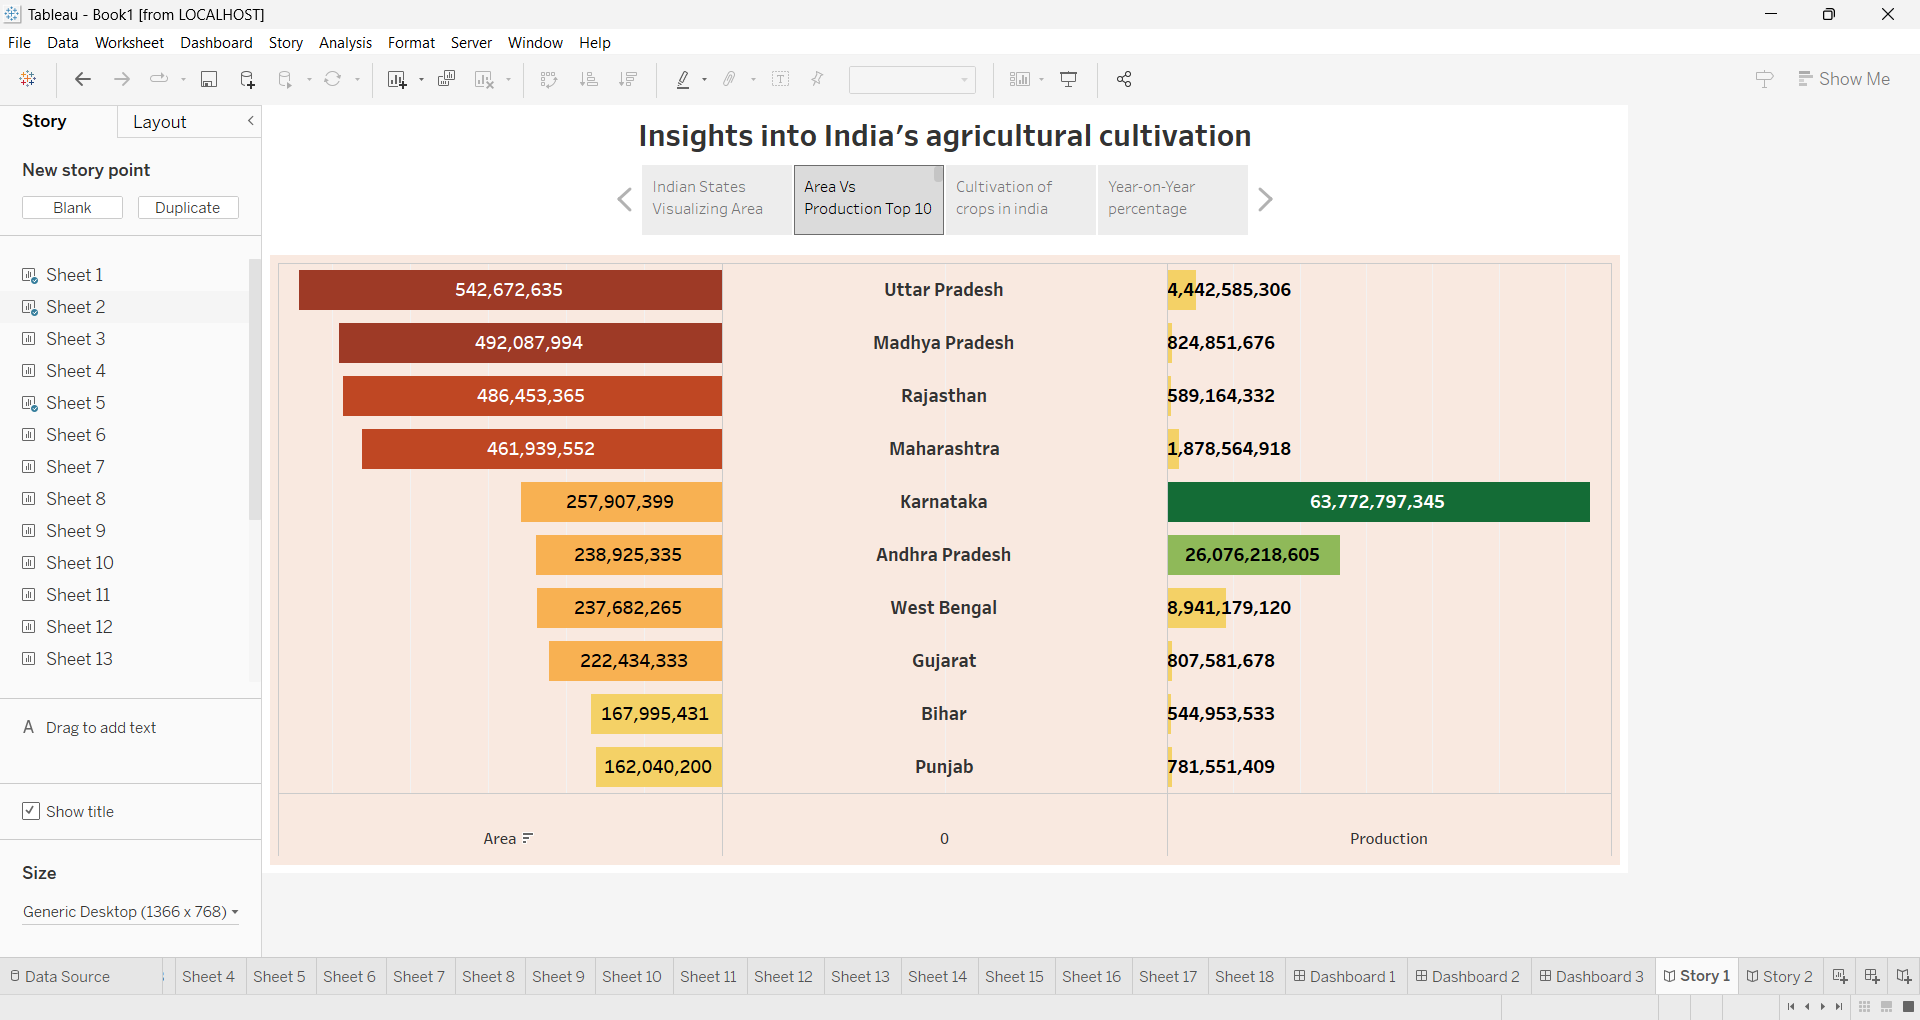 Tableau - Book1 [from LOCALHOST]
File Data Worksheet Dashboard Story Analysis Format Server Window Help
Show Me
Story
Layout
New story point
Blank
Duplicate
Sheet 1
Sheet 2
Sheet 3
Sheet 4
Sheet 5
Sheet 6
Sheet 7
Sheet 8
Sheet 9
Sheet 10
Sheet 11
Sheet 12
Sheet 13
A Drag to add text
Show title
Size
Generic Desktop (1366 x 768)
Insights into India's agricultural cultivation
Indian States
Visualizing Area
Area Vs
Production Top 10
Cultivation of
crops in india
Year-on-Year
percentage
542,672,635 Uttar Pradesh 4,442,585,306
492,087,994 Madhya Pradesh 824,851,676
486,453,365 Rajasthan 589,164,332
461,939,552 Maharashtra 1,878,564,918
257,907,399 Karnataka 63,772,797,345
238,925,335 Andhra Pradesh 26,076,218,605
237,682,265 West Bengal 8,941,179,120
222,434,333 Gujarat 807,581,678
167,995,431 Bihar 544,953,533
162,040,200 Punjab 781,551,409
Area 0 Production
Data Source Sheet 4 Sheet 5 Sheet 6 Sheet 7 Sheet 8 Sheet 9 Sheet 10 Sheet 11 Sheet 12 Sheet 13 Sheet 14 Sheet 15 Sheet 16 Sheet 17 Sheet 18 Dashboard 1 Dashboard 2 Dashboard 3 Story 1 Story 2